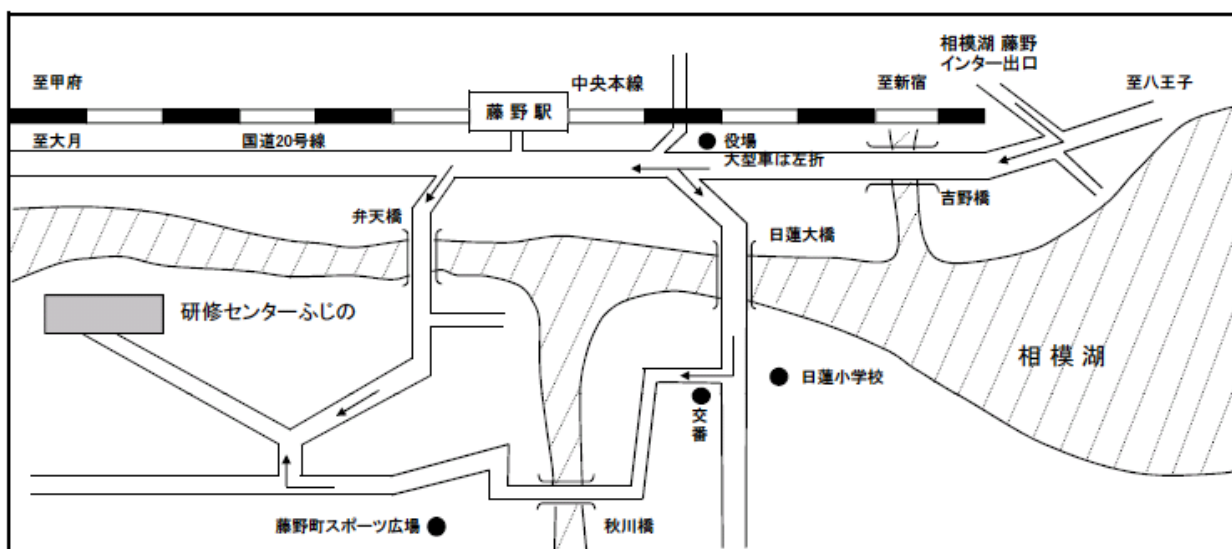 相模湖 藤野
インター出口
至甲府
中央本線
至新宿
至八王子
藤野駅
至大月
国道20号線
役場
大型車は左折
吉野橋
弁天橋
日蓮大橋
研修センターふじの
相模湖
日蓮小学校
交番
藤野町スポーツ広場
秋川橋